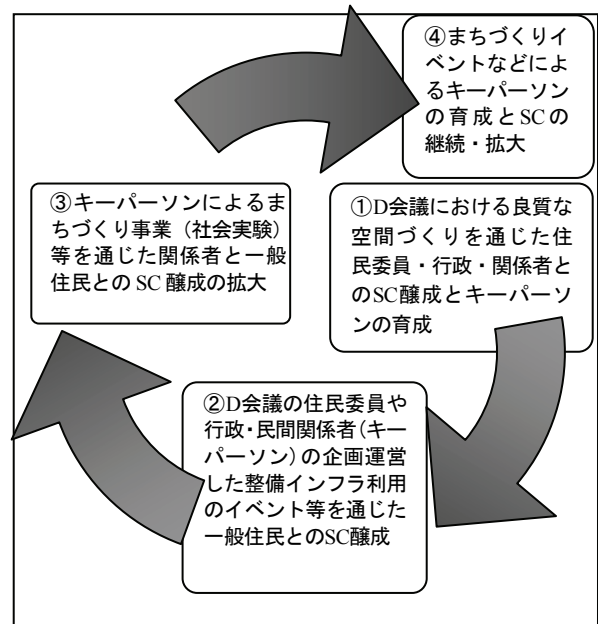 ④まちづくりイ
ベントなどによ
るキーパーソン
の育成とSCの
継続・拡大
③キーパーソンによるま
ちづくり事業（社会実験）
等を通じた関係者と一般
住民との SC 醸成の拡大
①D会議における良質な
空間づくりを通じた住
民委員・行政・関係者と
のSC醸成とキーパーソ
ンの育成
②D会議の住民委員や
行政・民間関係者（キー
パーソン）の企画運営
した整備インフラ利用
のイベント等を通じた
一般住民とのSC醸成